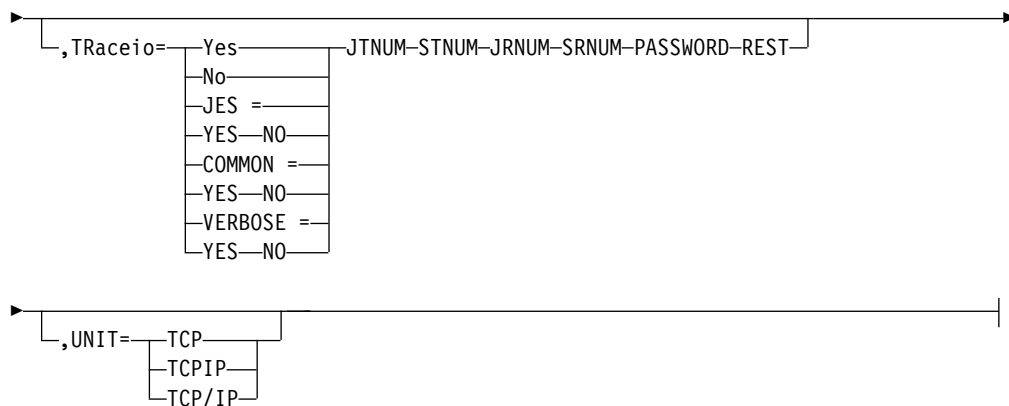 ,TRaceio= Yes JTNUM STNUM JRNUM SRNUM PASSWORD REST
No
JES =
YES NO
COMMON =
YES NO
VERBOSE =
YES NO
,UNIT= TCP
TCPIP
TCP/IP